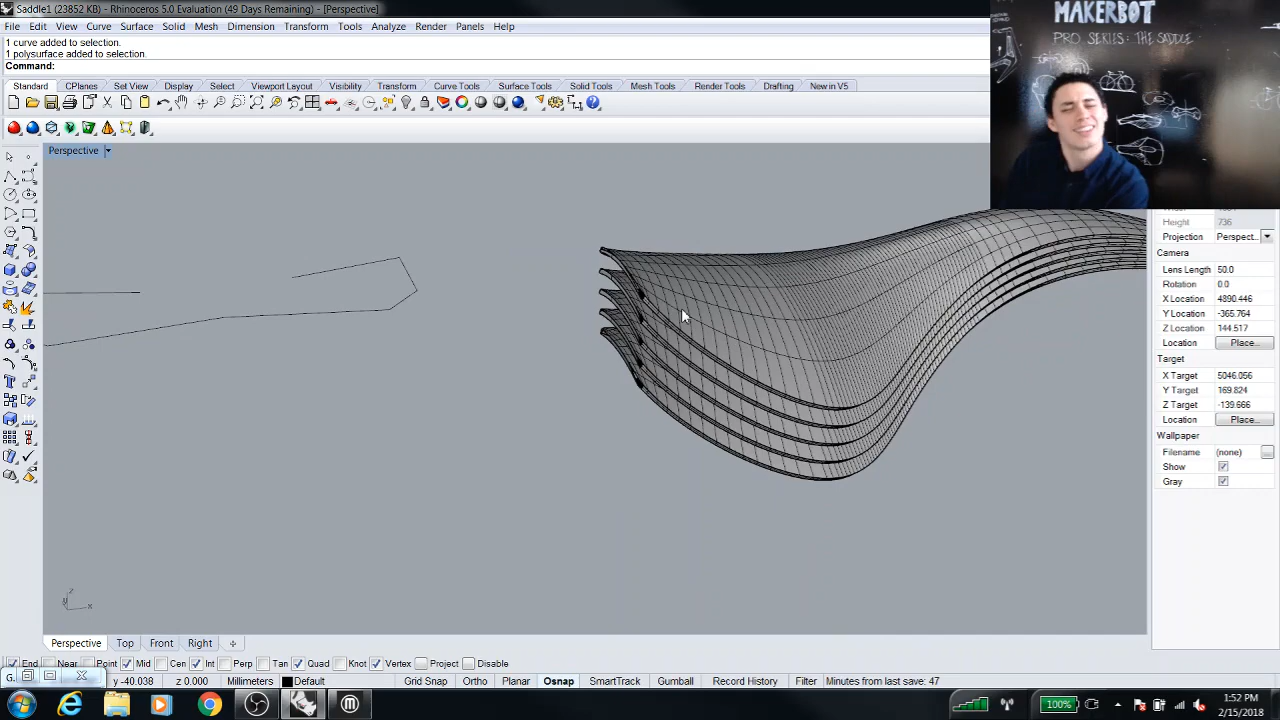 Saddle1 (23852 KB) - Rhinoceros 5.0 Evaluation (49 Days Remaining) - [Perspective]
MAKERBOT
PRO SERIES: THE SADDLE
File Edit View Curve Surface Solid Mesh Dimension Transform Tools Analyze Render Panels Help
1 curve added to selection.
1 polysurface added to selection.
Command:
Standard CPlanes Set View Display Select Viewport Layout Visibility Transform Curve Tools Surface Tools Solid Tools Mesh Tools Render Tools Drafting New in V5
Perspective
Height 736
Projection Perspect...
Camera
Lens Length 50.0
Rotation 0.0
X Location 4890.446
Y Location -365.764
Z Location 144.517
Location Place...
Target
X Target 5046.056
Y Target 169.824
Z Target -139.666
Location Place...
Wallpaper
Filename (none) ...
Show
Gray
z
y x
Perspective Top Front Right
End Near Point Mid Cen Int Perp Tan Quad Knot Vertex Project Disable
G... y -40.038 z 0.000 Millimeters Default Grid Snap Ortho Planar Osnap SmartTrack Gumball Record History Filter Minutes from last save: 47
100% 1:52 PM
2/15/2018